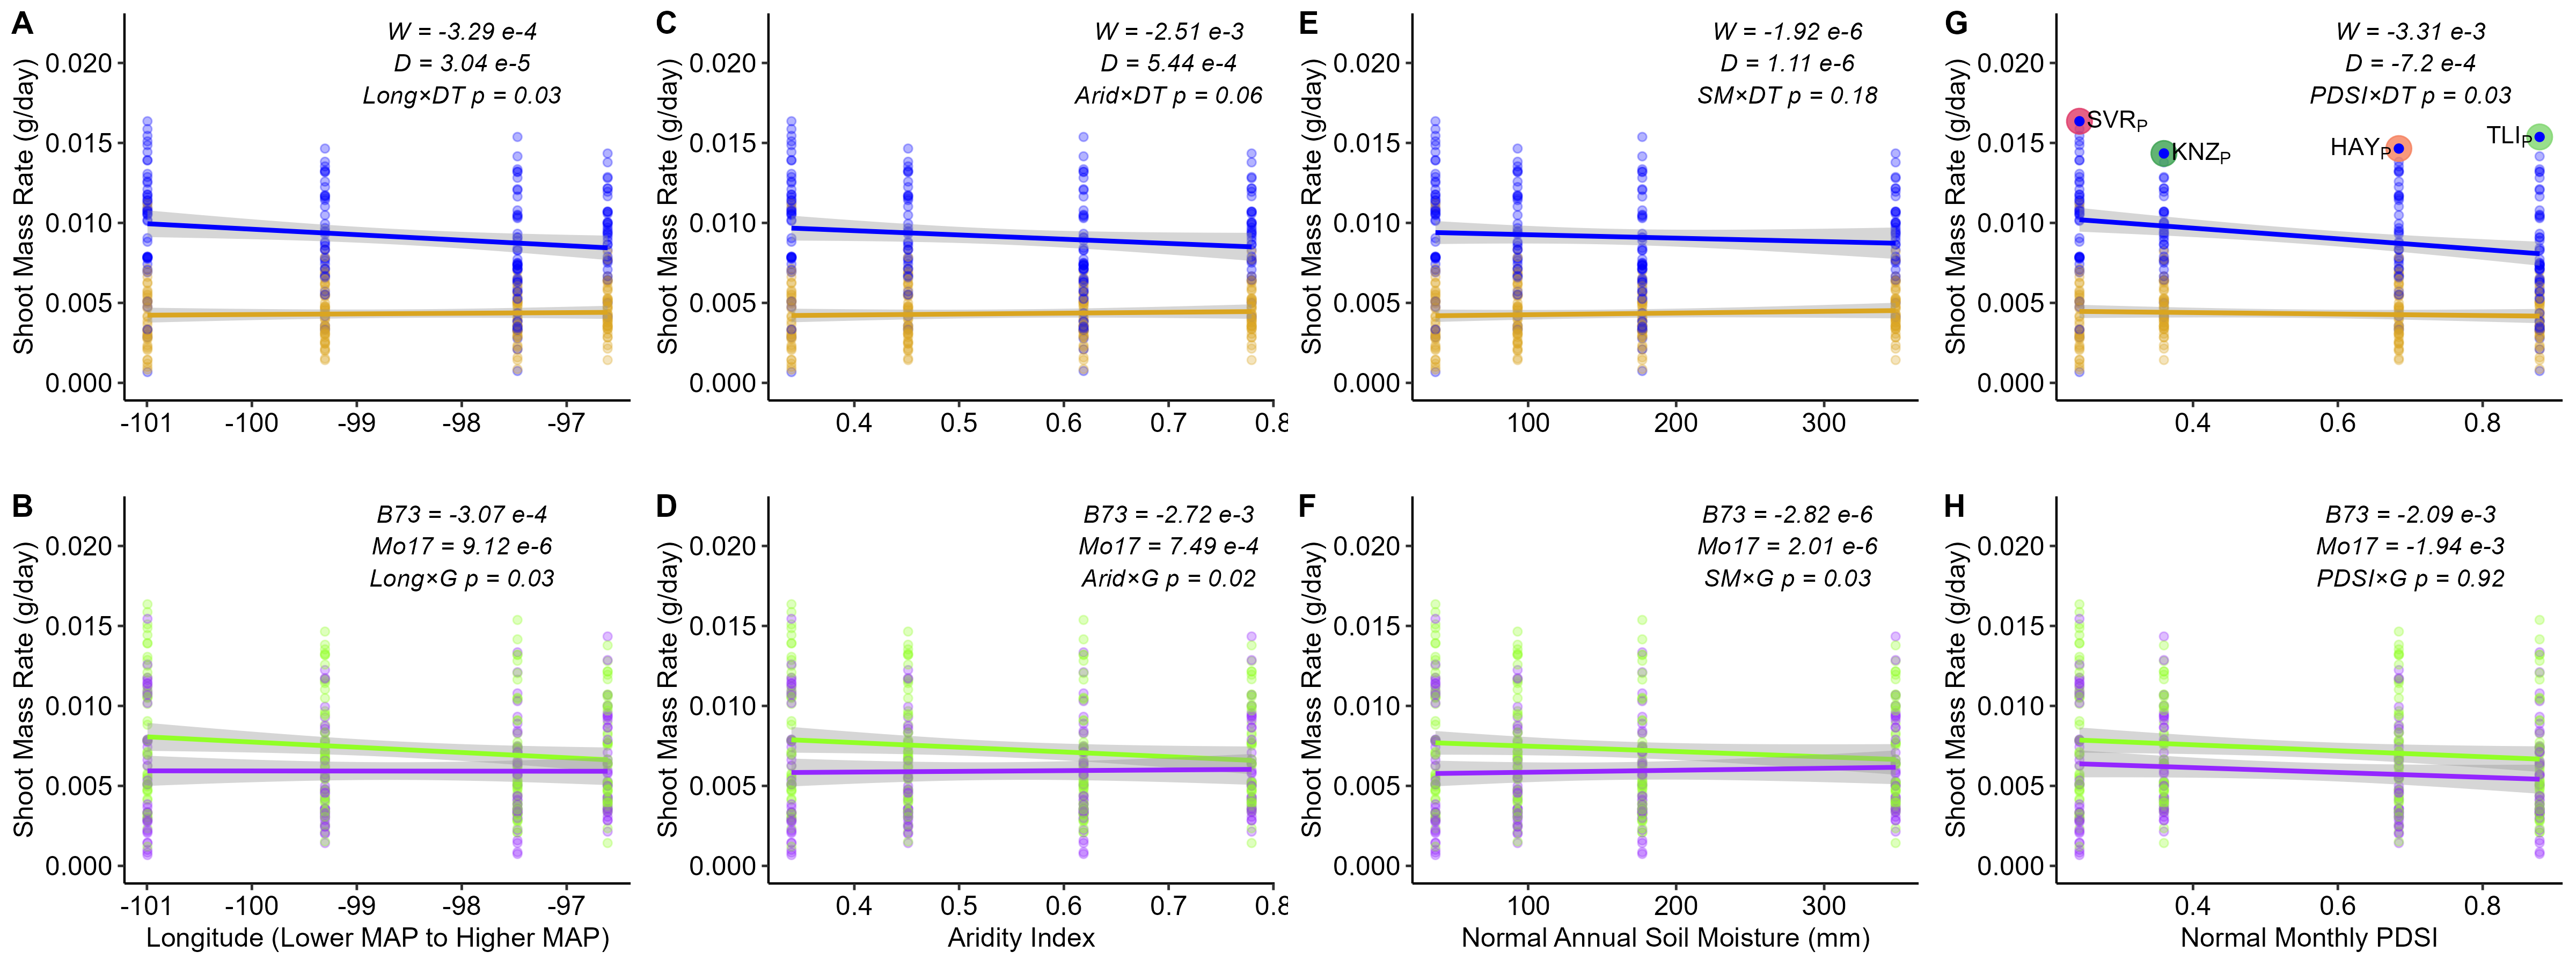 A
W = -3.29 e-4
D = 3.04 e-5
Long×DT p = 0.03
Shoot Mass Rate (g/day)
0.020
0.015
0.010
0.005
0.000
-101
-100
-99
-98
-97
C
W = -2.51 e-3
D = 5.44 e-4
Arid×DT p = 0.06
Shoot Mass Rate (g/day)
0.020
0.015
0.010
0.005
0.000
0.4
0.5
0.6
0.7
0.8
E
W = -1.92 e-6
D = 1.11 e-6
SM×DT p = 0.18
Shoot Mass Rate (g/day)
0.020
0.015
0.010
0.005
0.000
100
200
300
G
W = -3.31 e-3
D = -7.2 e-4
PDSI×DT p = 0.03
SVRP
KNZP
HAYP
TLIP
Shoot Mass Rate (g/day)
0.020
0.015
0.010
0.005
0.000
0.4
0.6
0.8
B
B73 = -3.07 e-4
Mo17 = 9.12 e-6
Long×G p = 0.03
Shoot Mass Rate (g/day)
0.020
0.015
0.010
0.005
0.000
-101
-100
-99
-98
-97
Longitude (Lower MAP to Higher MAP)
D
B73 = -2.72 e-3
Mo17 = 7.49 e-4
Arid×G p = 0.02
Shoot Mass Rate (g/day)
0.020
0.015
0.010
0.005
0.000
0.4
0.5
0.6
0.7
0.8
Aridity Index
F
B73 = -2.82 e-6
Mo17 = 2.01 e-6
SM×G p = 0.03
Shoot Mass Rate (g/day)
0.020
0.015
0.010
0.005
0.000
100
200
300
Normal Annual Soil Moisture (mm)
H
B73 = -2.09 e-3
Mo17 = -1.94 e-3
PDSI×G p = 0.92
Shoot Mass Rate (g/day)
0.020
0.015
0.010
0.005
0.000
0.4
0.6
0.8
Normal Monthly PDSI